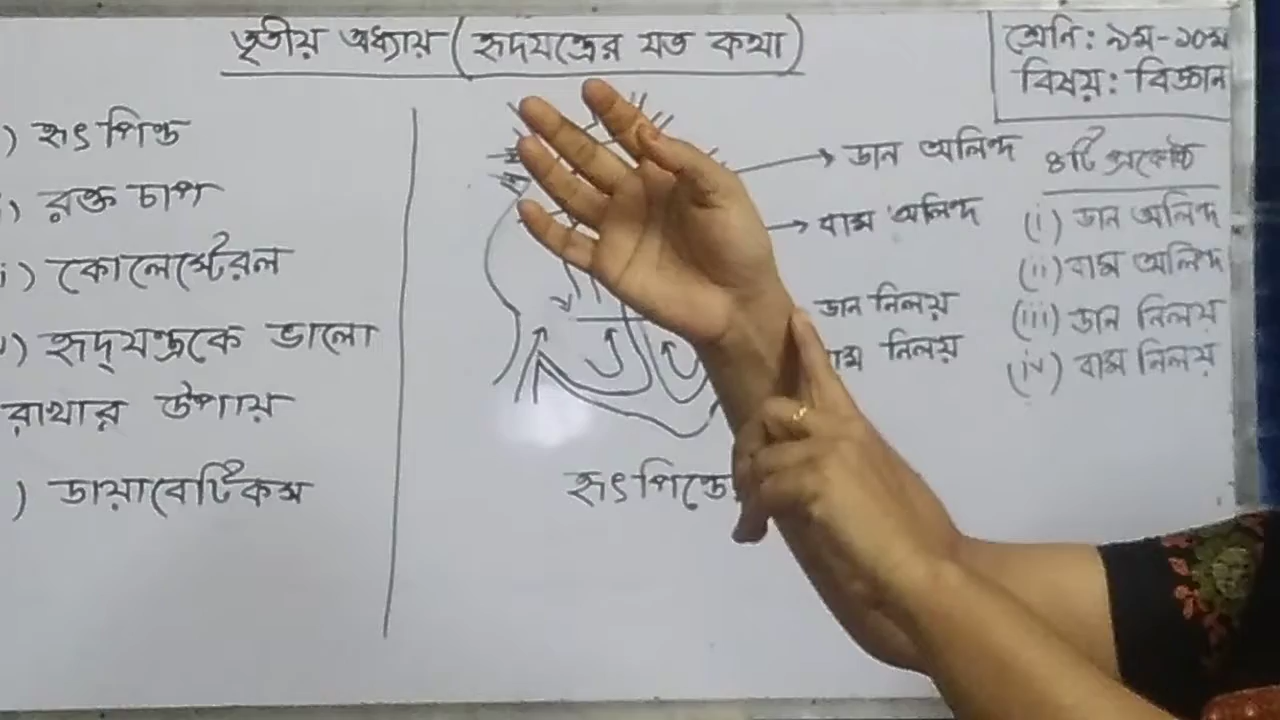 তৃতীয় অধ্যায় (হৃদযন্ত্রের যত কথা)
শ্রেনি: ৯ম-১০ম
বিষয়: বিজ্ঞান
) হৃৎপিন্ড
) রক্ত চাপ
i) কোলেস্টেরল
) হৃদ্‌যন্ত্রকে ভালো
রাখার উপায়
) ডায়াবেটিকস
ডান অলিন্দ
বাম অলিন্দ
ডান নিলয়
বাম নিলয়
হৃৎপিন্ডে
৪টি প্রকোষ্ঠ
(i) ডান অলিন্দ
(ii) বাম অলিন্দ
(iii) ডান নিলয়
(iv) বাম নিলয়